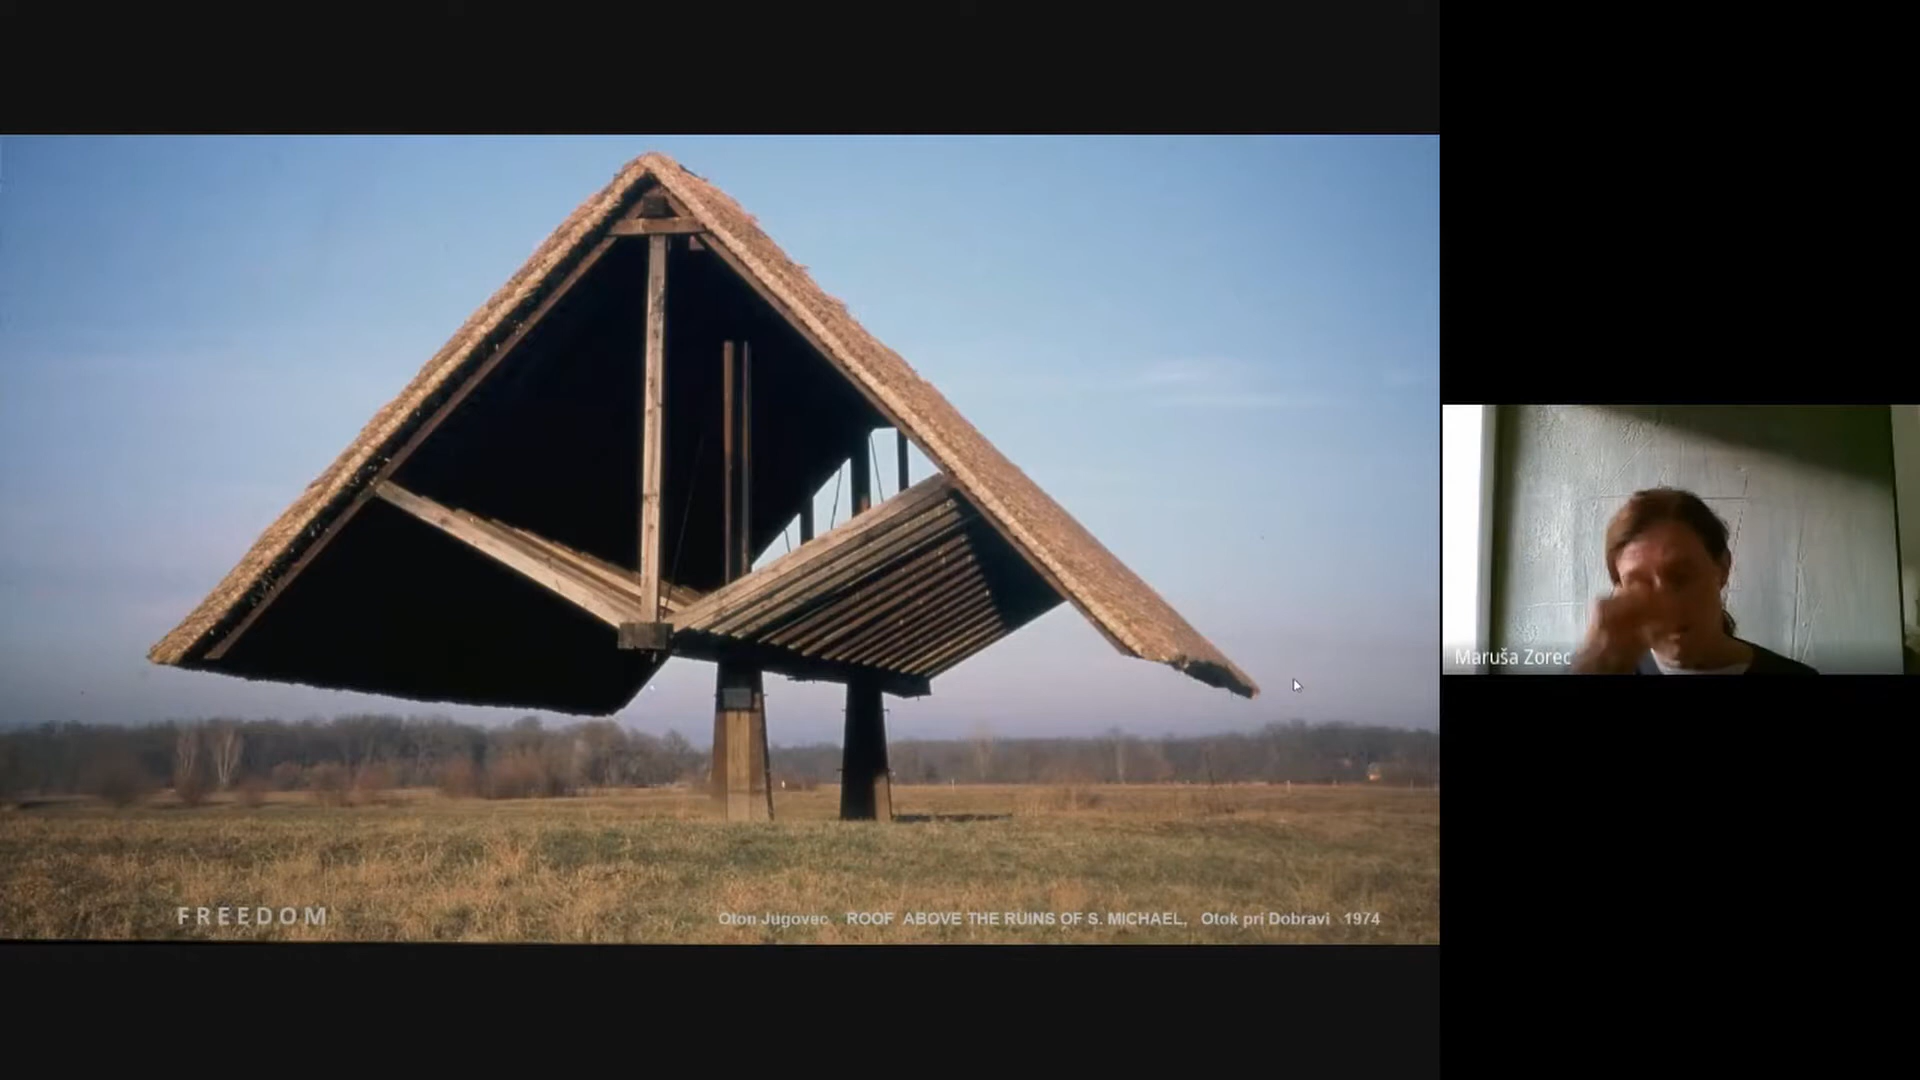 FREEDOM
Oton Jugovec ROOF ABOVE THE RUINS OF S. MICHAEL, Otok pri Dobravi 1974
Maruša Zorec